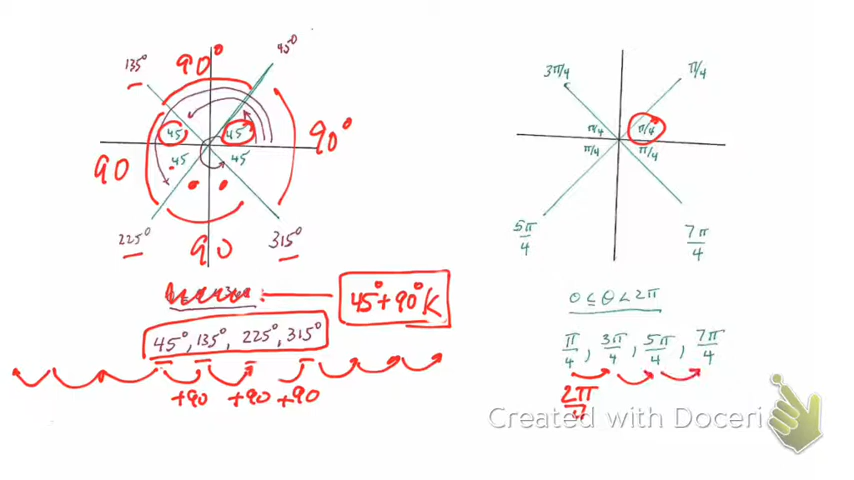 90°
135°
45°
45
45°
90°
45
45
90
225°
90
315°
45°+90°K
45°, 135°, 225°, 315°
+90 +90 +90
3π/4
π/4
π/4
π/4
π/4
π/4
5π/4
7π/4
0 ≤ θ < 2π
π/4, 3π/4, 5π/4, 7π/4
2π/4
Created with Doceri